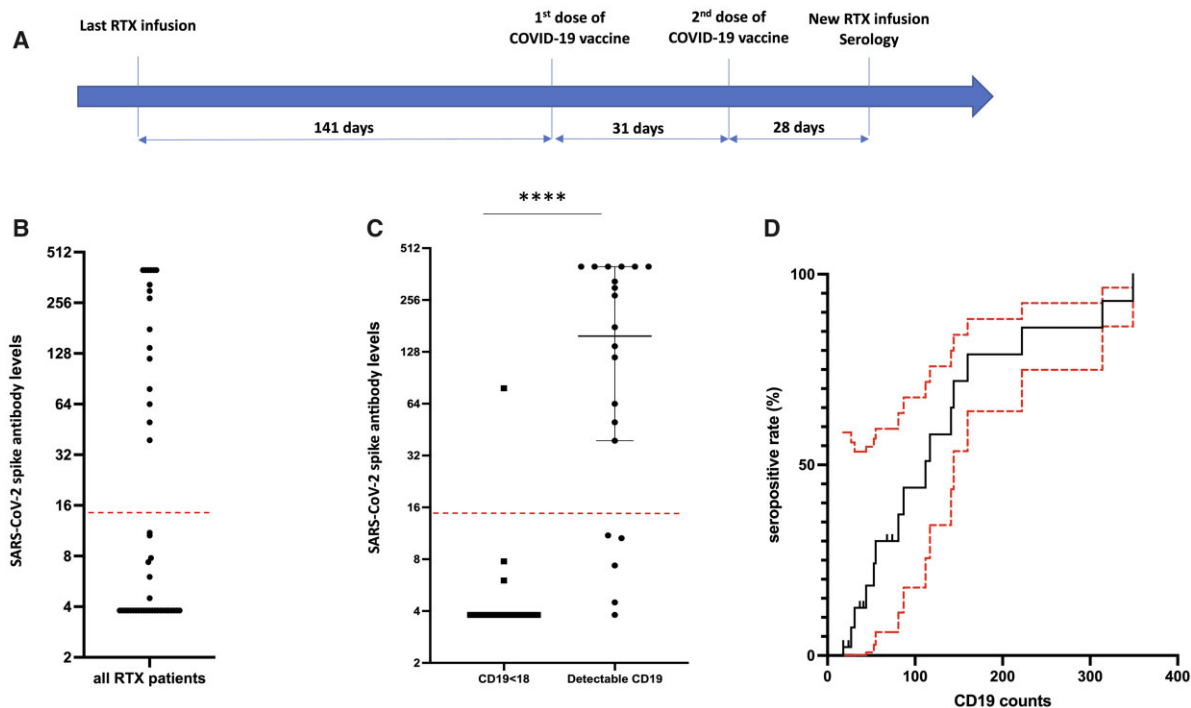 A
Last RTX infusion
1st dose of
COVID-19 vaccine
2nd dose of
COVID-19 vaccine
New RTX infusion
Serology
141 days
31 days
28 days
B
SARS-CoV-2 spike antibody levels
512
256
128
64
32
16
8
4
2
all RTX patients
C
****
SARS-CoV-2 spike antibody levels
512
256
128
64
32
16
8
4
2
CD19<18
Detectable CD19
D
seropositive rate (%)
100
50
0
0
100
200
300
400
CD19 counts